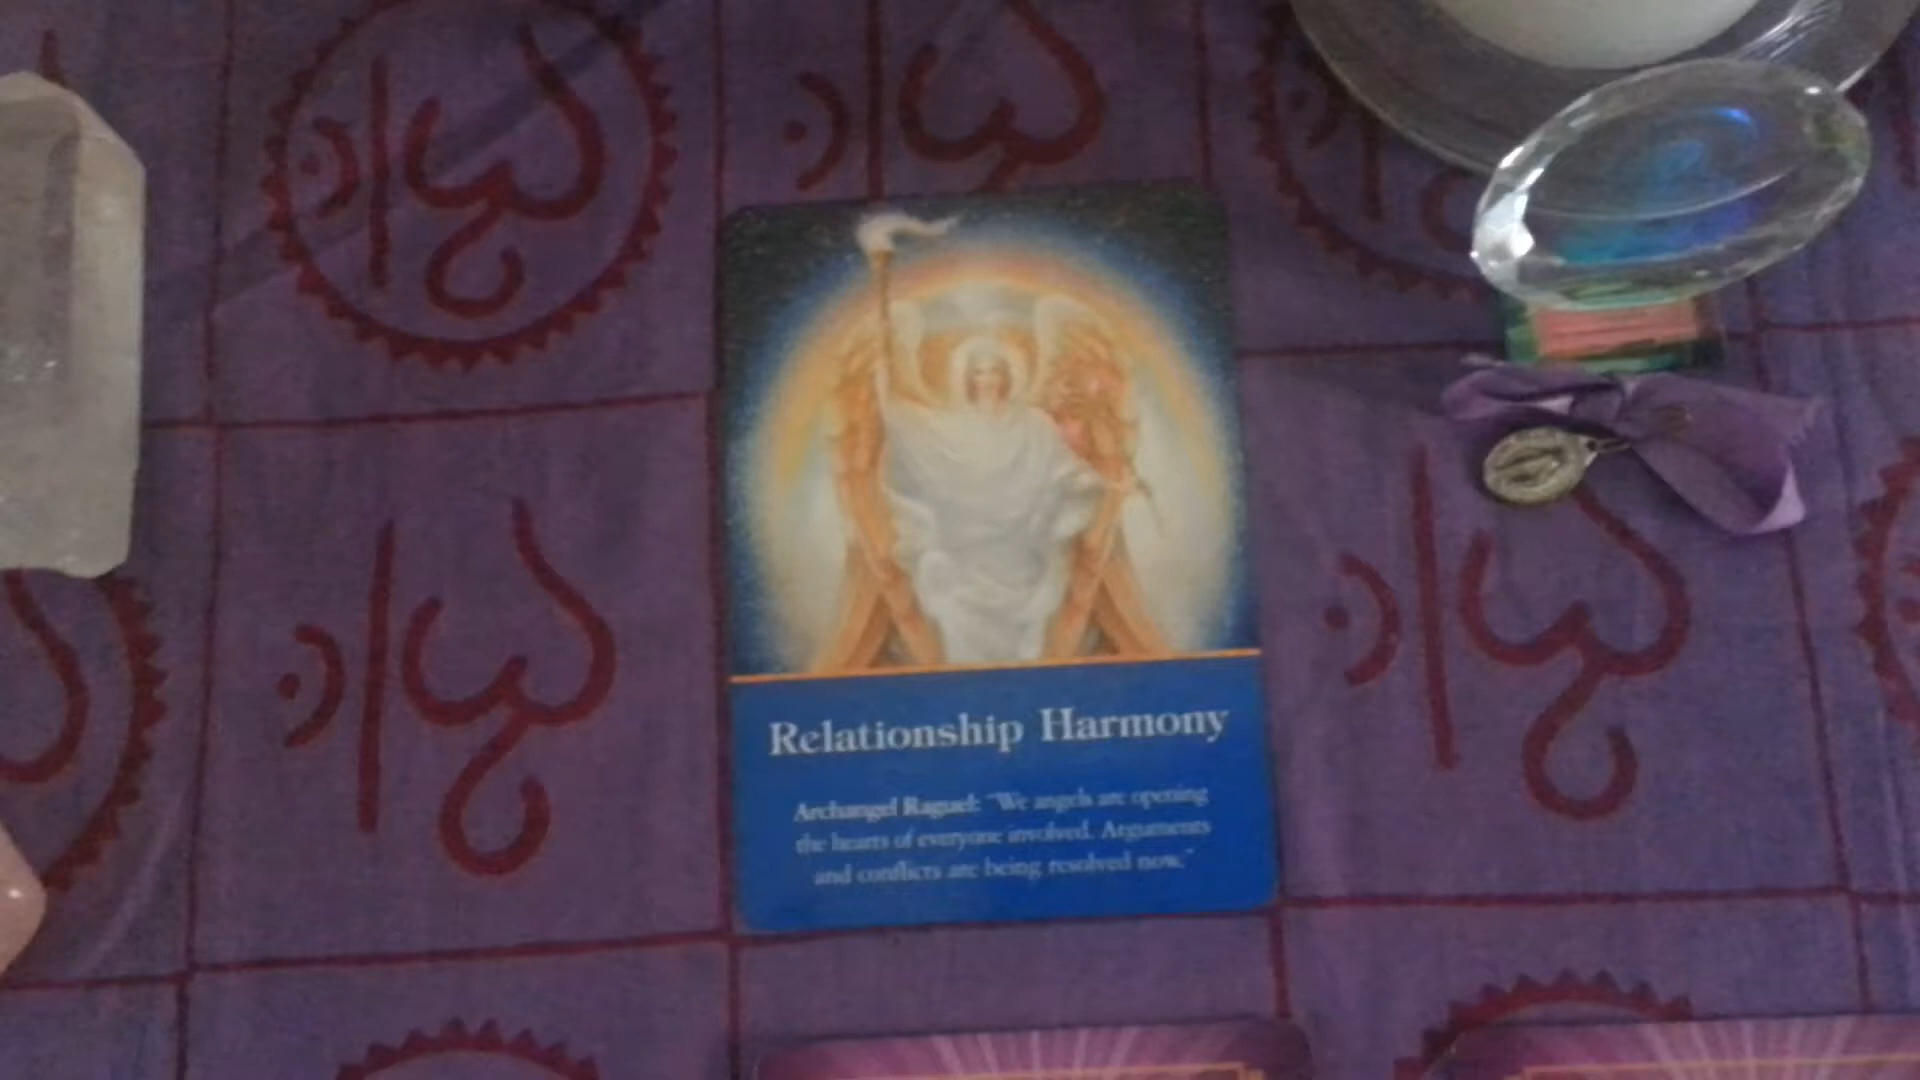 Relationship Harmony
Archangel Raguel: "We angels are opening
the hearts of everyone involved. Arguments
and conflicts are being resolved now."